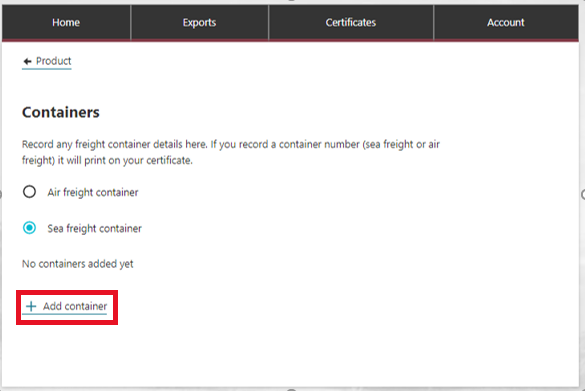 Home Exports Certificates Account
Product
Containers
Record any freight container details here. If you record a container number (sea freight or air
freight) it will print on your certificate.
Air freight container
Sea freight container
No containers added yet
Add container